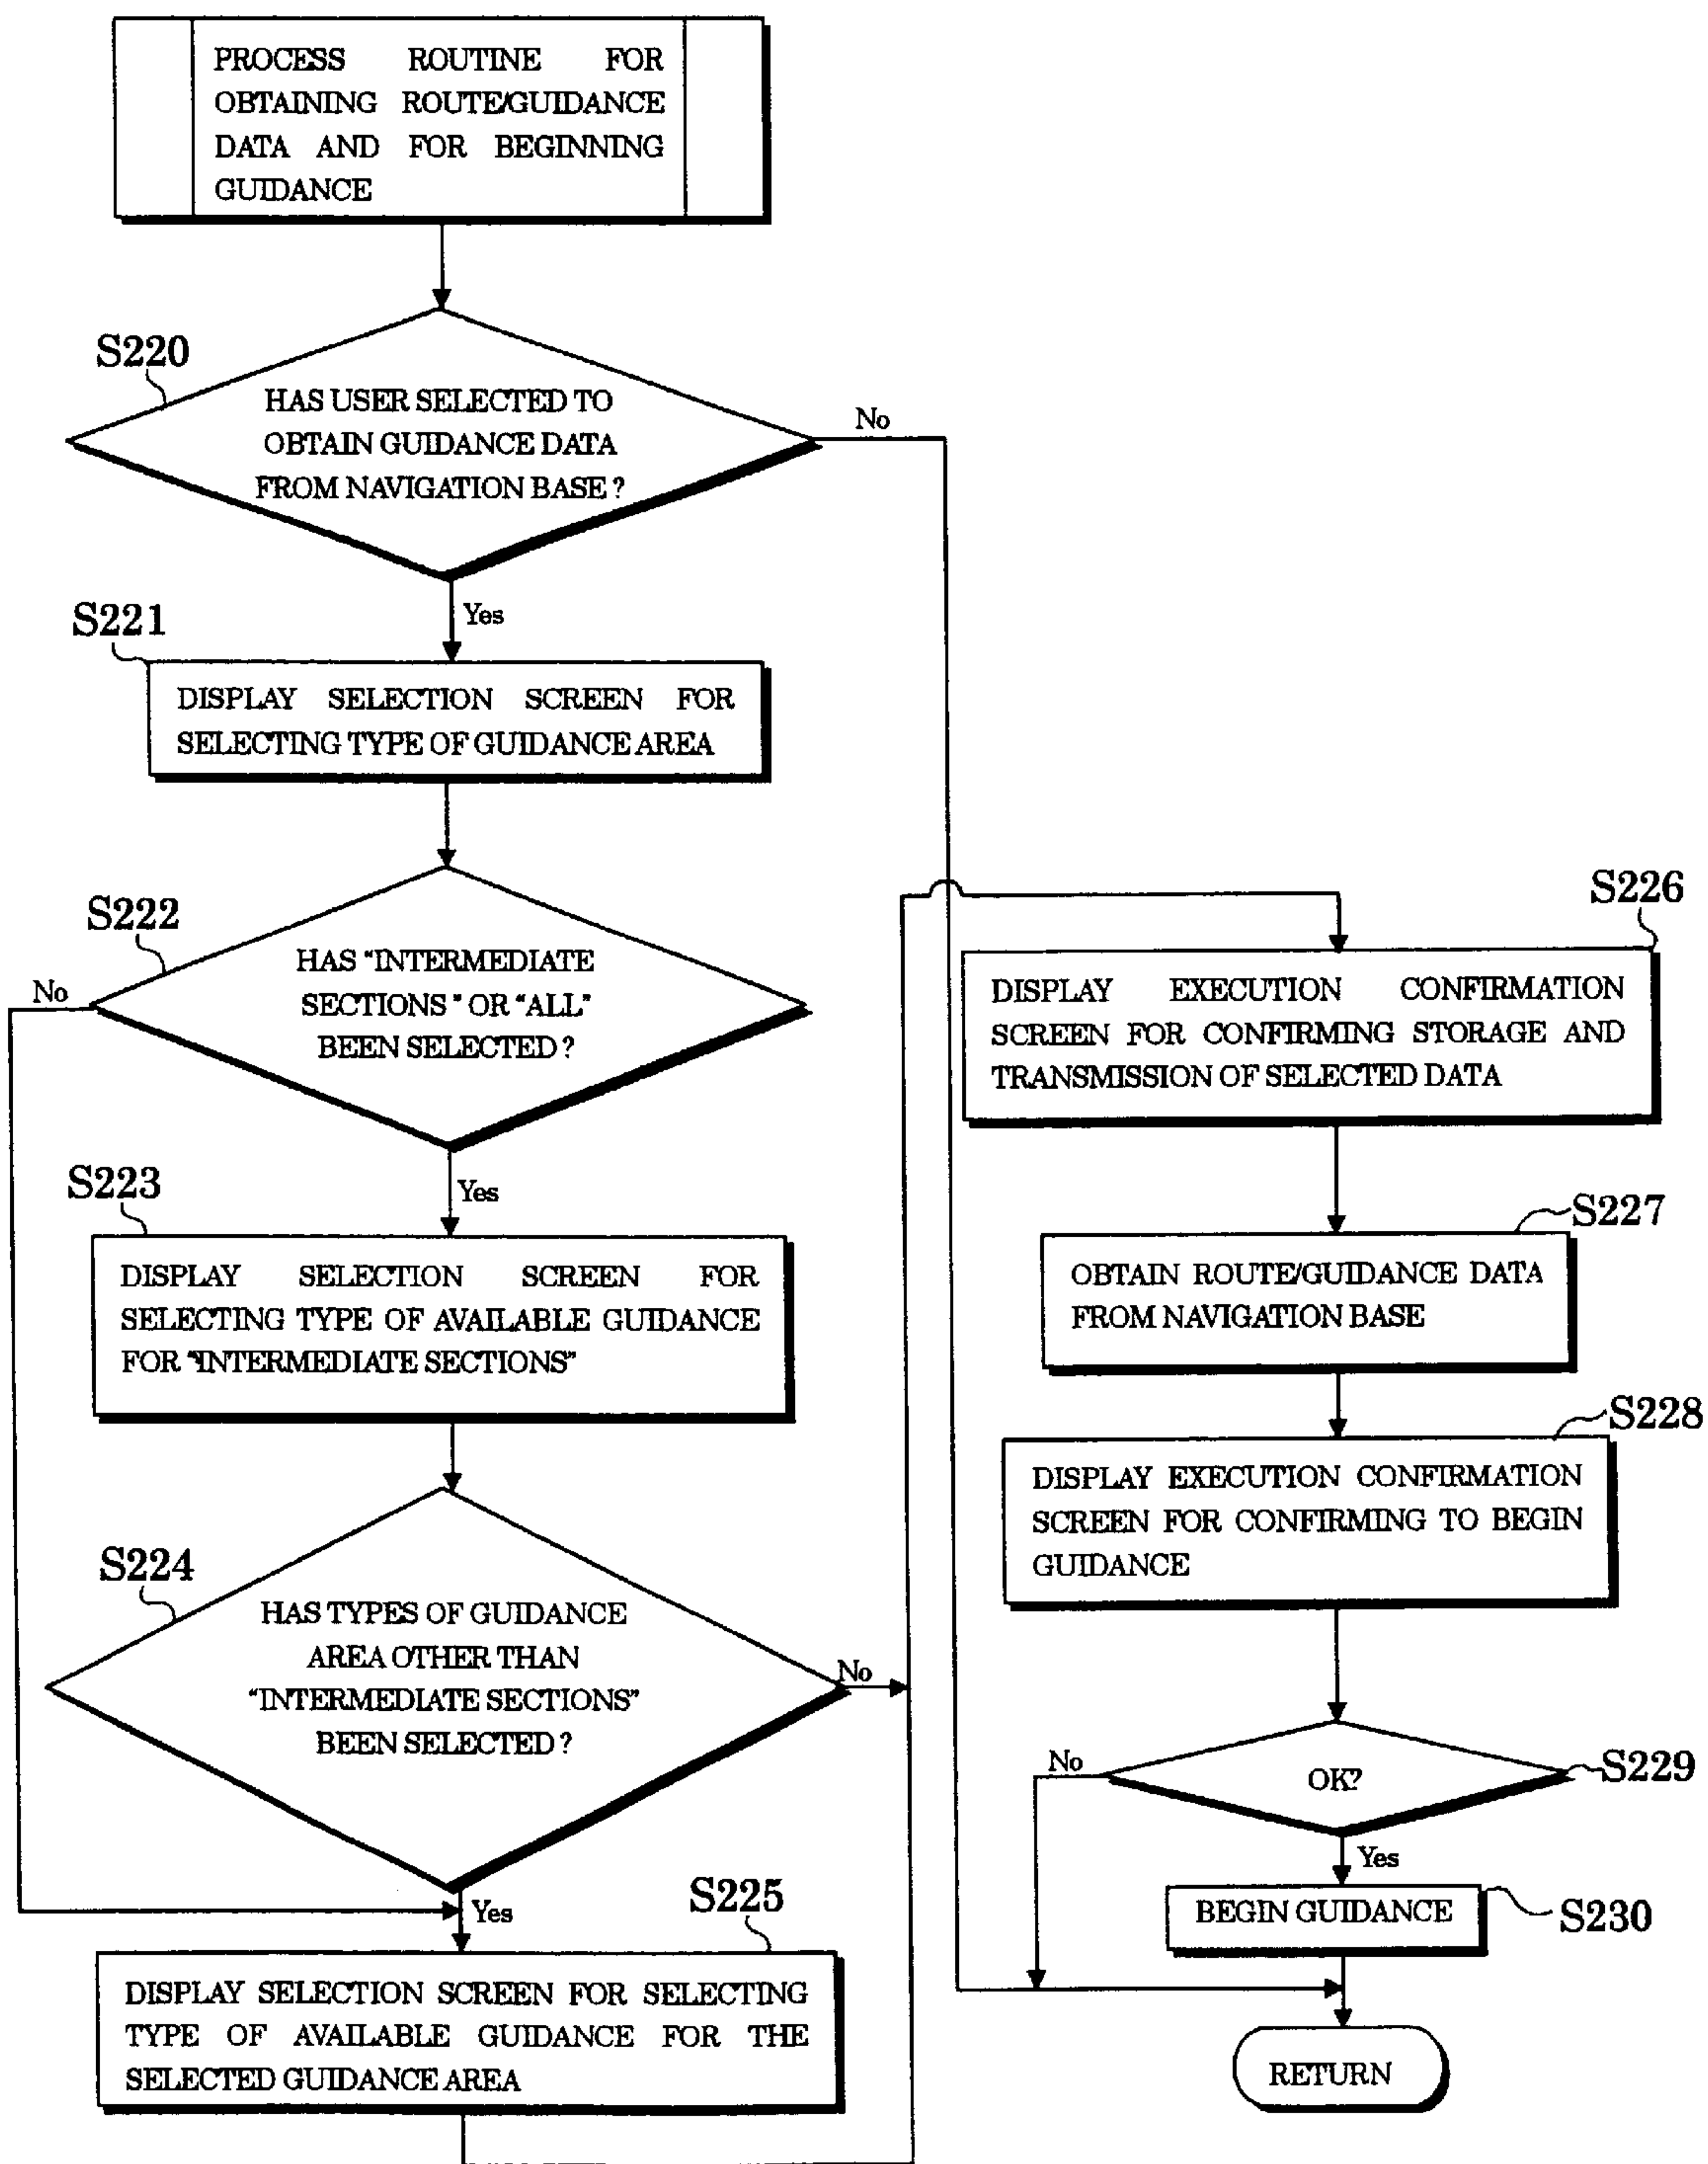 PROCESS ROUTINE FOR
OBTAINING ROUTE/GUIDANCE
DATA AND FOR BEGINNING
GUIDANCE
S220
HAS USER SELECTED TO
OBTAIN GUIDANCE DATA
FROM NAVIGATION BASE ?
No
Yes
S221
DISPLAY SELECTION SCREEN FOR
SELECTING TYPE OF GUIDANCE AREA
S222
HAS "INTERMEDIATE
SECTIONS" OR "ALL"
BEEN SELECTED ?
No
Yes
S223
DISPLAY SELECTION SCREEN FOR
SELECTING TYPE OF AVAILABLE GUIDANCE
FOR "INTERMEDIATE SECTIONS"
S224
HAS TYPES OF GUIDANCE
AREA OTHER THAN
"INTERMEDIATE SECTIONS"
BEEN SELECTED ?
No
Yes
S225
DISPLAY SELECTION SCREEN FOR SELECTING
TYPE OF AVAILABLE GUIDANCE FOR THE
SELECTED GUIDANCE AREA
S226
DISPLAY EXECUTION CONFIRMATION
SCREEN FOR CONFIRMING STORAGE AND
TRANSMISSION OF SELECTED DATA
S227
OBTAIN ROUTE/GUIDANCE DATA
FROM NAVIGATION BASE
S228
DISPLAY EXECUTION CONFIRMATION
SCREEN FOR CONFIRMING TO BEGIN
GUIDANCE
No
OK?
S229
Yes
BEGIN GUIDANCE
S230
RETURN